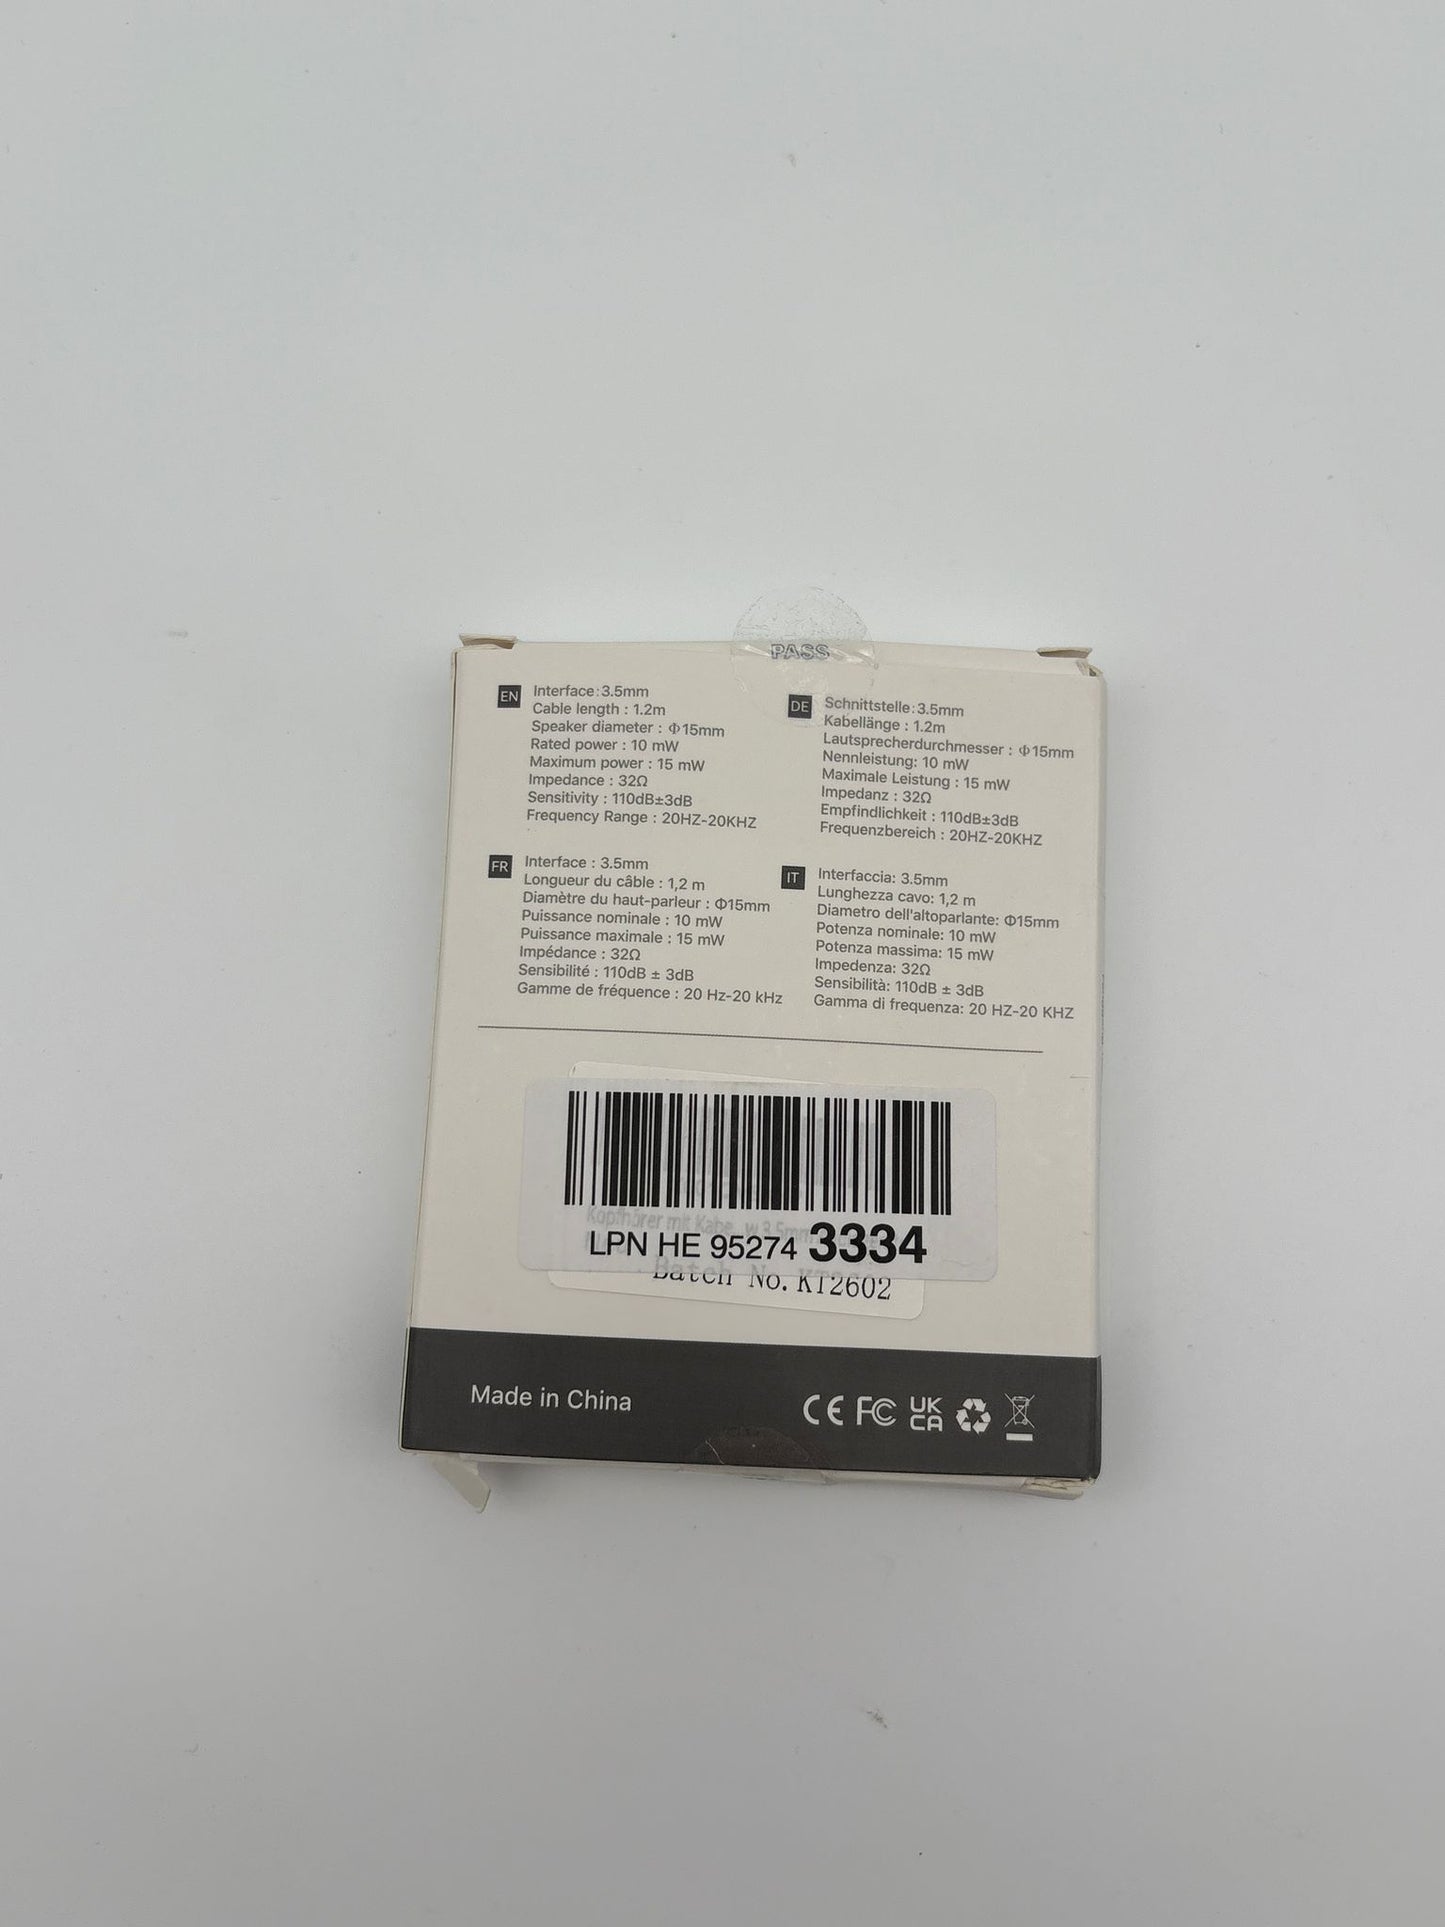 PASS
EN
Interface:3.5mm
Cable length : 1.2m
Speaker diameter : Φ15mm
Rated power : 10 mW
Maximum power : 15 mW
Impedance : 32Ω
Sensitivity : 110dB±3dB
Frequency Range : 20HZ-20KHZ
DE
Schnittstelle:3.5mm
Kabellänge : 1.2m
Lautsprecherdurchmesser : Φ15mm
Nennleistung: 10 mW
Maximale Leistung : 15 mW
Impedanz : 32Ω
Empfindlichkeit : 110dB±3dB
Frequenzbereich : 20HZ-20KHZ
FR
Interface : 3.5mm
Longueur du câble : 1,2 m
Diamètre du haut-parleur : Φ15mm
Puissance nominale : 10 mW
Puissance maximale : 15 mW
Impédance : 32Ω
Sensibilité : 110dB ± 3dB
Gamme de fréquence : 20 Hz-20 kHz
IT
Interfaccia: 3.5mm
Lunghezza cavo: 1,2 m
Diametro dell'altoparlante: Φ15mm
Potenza nominale: 10 mW
Potenza massima: 15 mW
Impedenza: 32Ω
Sensibilità: 110dB ± 3dB
Gamma di frequenza: 20 HZ-20 KHZ
Kopfhörer mit Kabe 3.5mm
LPN HE 95274 3334
Batch No. KT2602
Made in China
CE FC UK CA